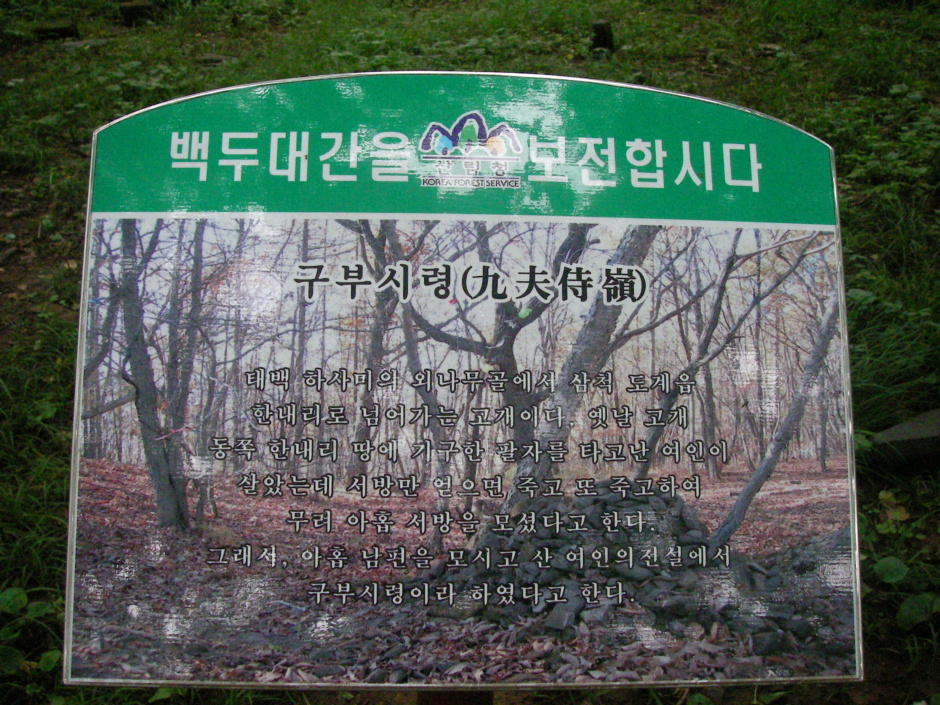 백두대간을 보전합시다
산림청
KOREA FOREST SERVICE
구부시령(九夫侍嶺)
태백 하사미의 외나무골에서 삼척 도계읍
한내리로 넘어가는 고개이다. 옛날 고개
동쪽 한내리 땅에 기구한 팔자를 타고난 여인이
살았는데 서방만 얻으면 죽고 또 죽고하여
무려 아홉 서방을 모셨다고 한다.
그래서, 아홉 남편을 모시고 산 여인의전설에서
구부시령이라 하였다고 한다.